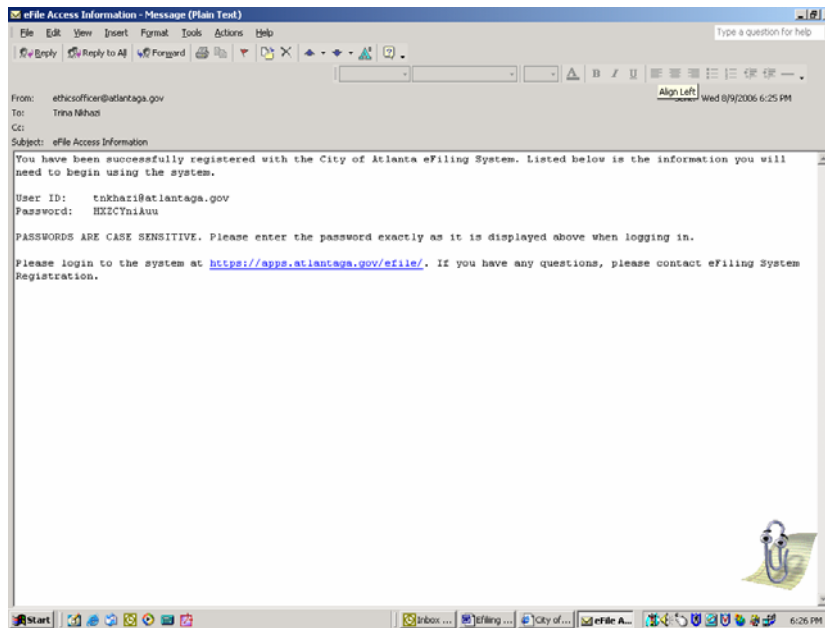 eFile Access Information - Message (Plain Text)
File Edit View Insert Format Tools Actions Help
Type a question for help
Reply Reply to All Forward
A B I U
Align Left
From: ethicsofficer@atlantaga.gov
Wed 8/9/2006 6:25 PM
To: Trina Nkhazi
Cc:
Subject: eFile Access Information
You have been successfully registered with the City of Atlanta eFiling System. Listed below is the information you will
need to begin using the system.
User ID: tnkhazi@atlantaga.gov
Password: HXZCYniAuu
PASSWORDS ARE CASE SENSITIVE. Please enter the password exactly as it is displayed above when logging in.
Please login to the system at https://apps.atlantaga.gov/efile/. If you have any questions, please contact eFiling System
Registration.
Start
Inbox ...
Efiling ...
City of...
eFile A...
6:26 PM